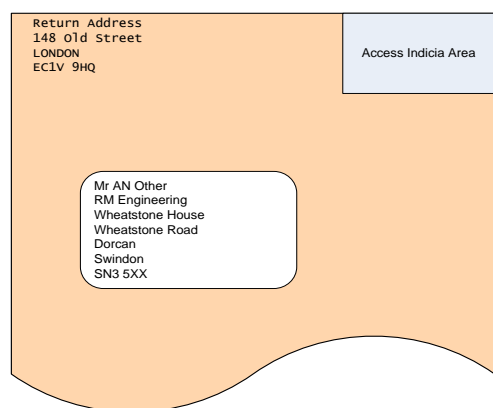 Return Address
148 Old Street
LONDON
EC1V 9HQ
Access Indicia Area
Mr AN Other
RM Engineering
Wheatstone House
Wheatstone Road
Dorcan
Swindon
SN3 5XX